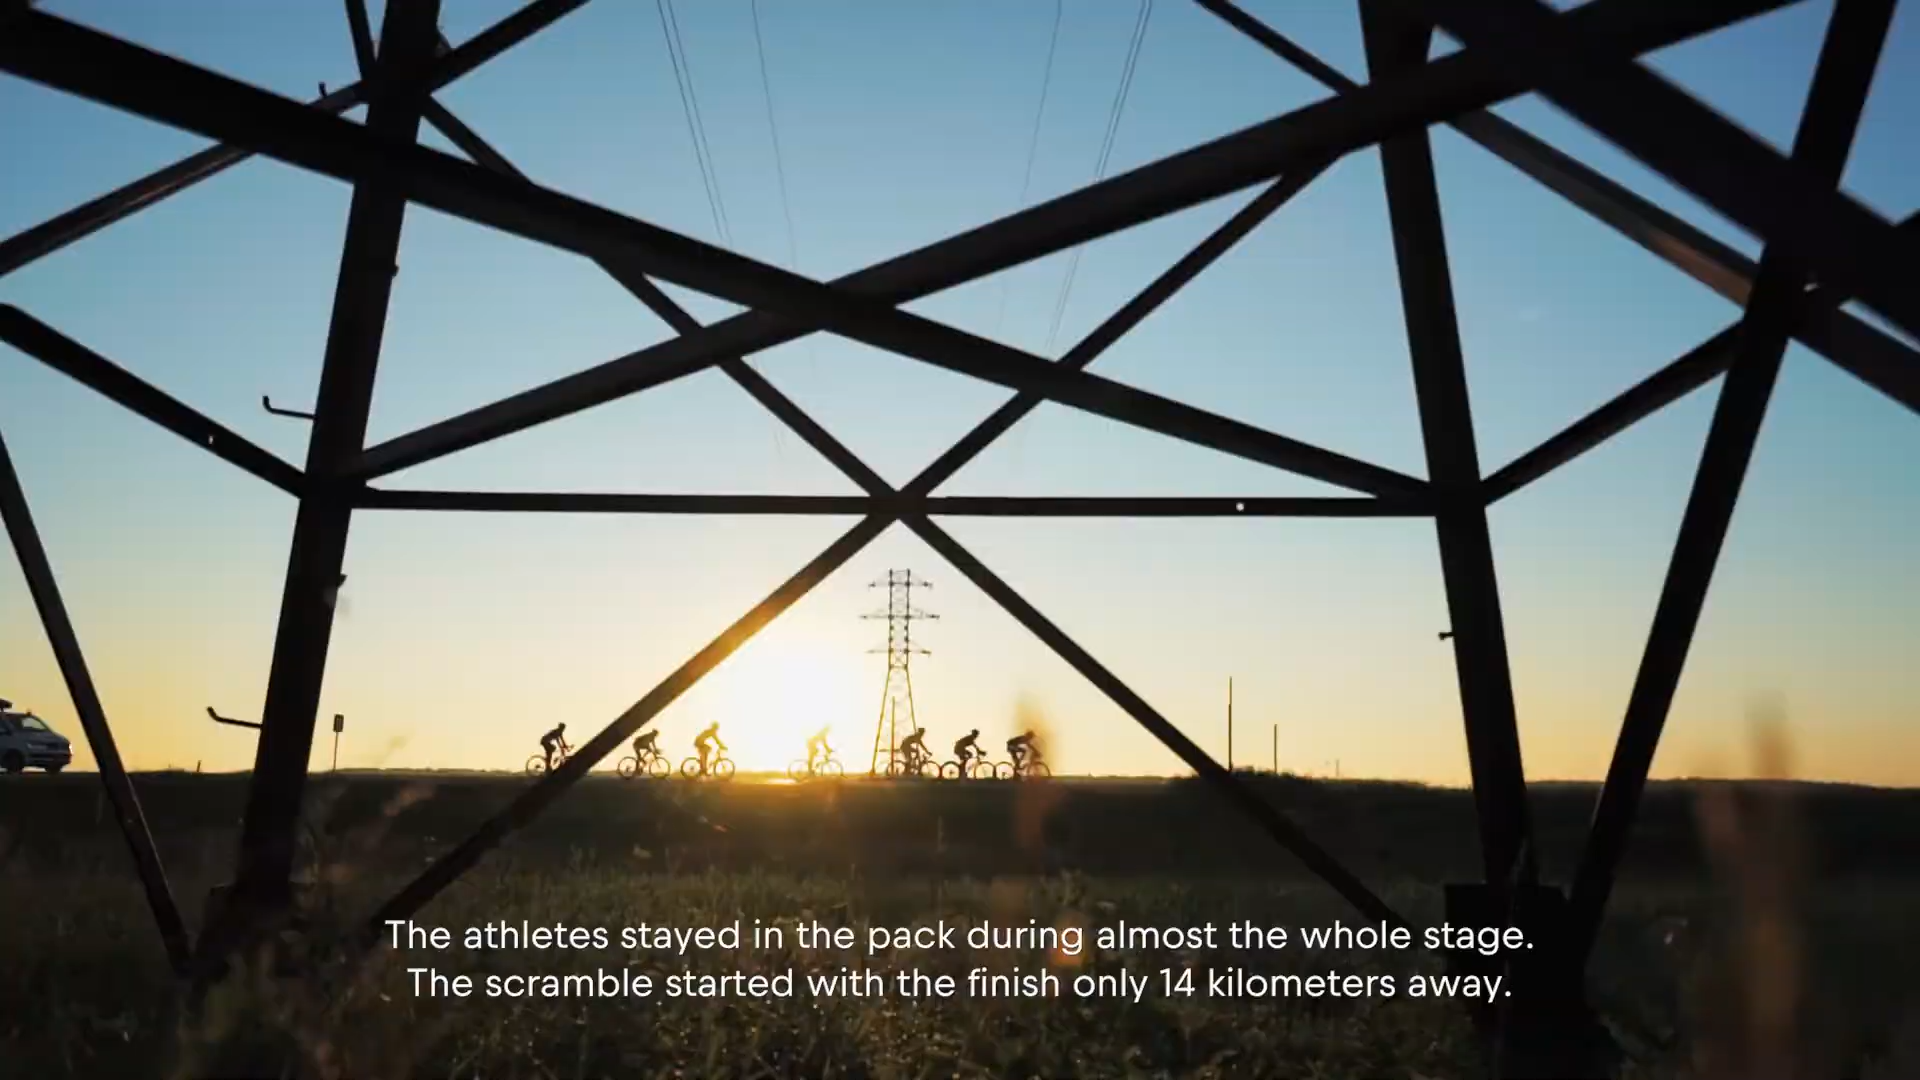 The athletes stayed in the pack during almost the whole stage.
The scramble started with the finish only 14 kilometers away.